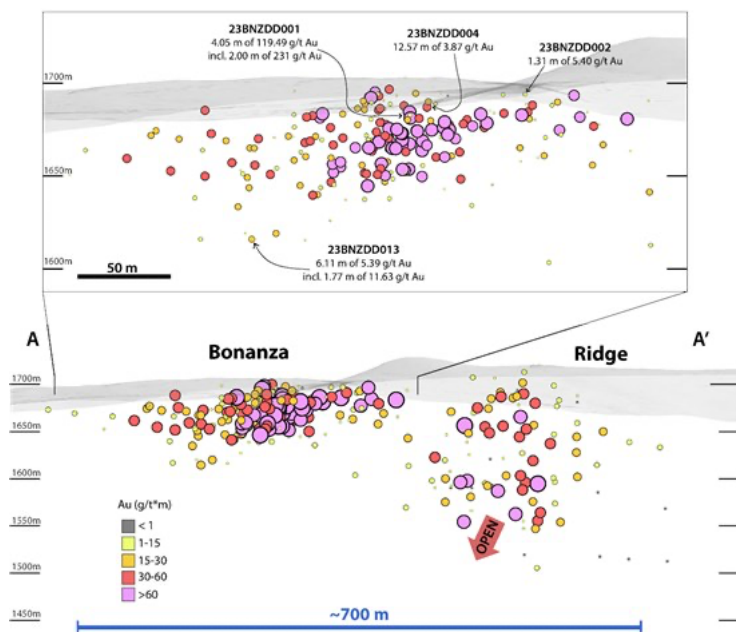 23BNZDD001
4.05 m of 119.49 g/t Au
incl. 2.00 m of 231 g/t Au
23BNZDD004
12.57 m of 3.87 g/t Au
23BNZDD002
1.31 m of 5.40 g/t Au
1700m
1650m
1600m
23BNZDD013
6.11 m of 5.39 g/t Au
incl. 1.77 m of 11.63 g/t Au
50 m
A
A'
Bonanza
Ridge
1700m
1650m
1600m
1550m
1500m
1450m
Au (g/t*m)
< 1
1-15
15-30
30-60
>60
OPEN
~700 m